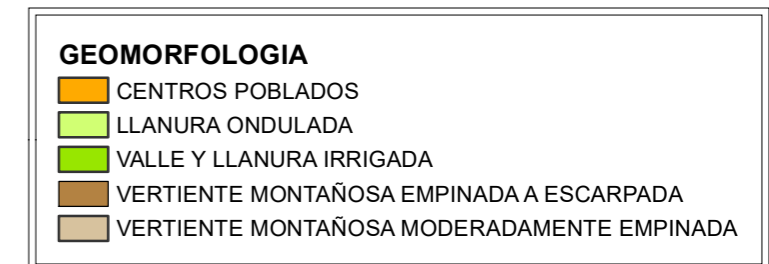 GEOMORFOLOGIA
CENTROS POBLADOS
LLANURA ONDULADA
VALLE Y LLANURA IRRIGADA
VERTIENTE MONTAÑOSA EMPINADA A ESCARPADA
VERTIENTE MONTAÑOSA MODERADAMENTE EMPINADA